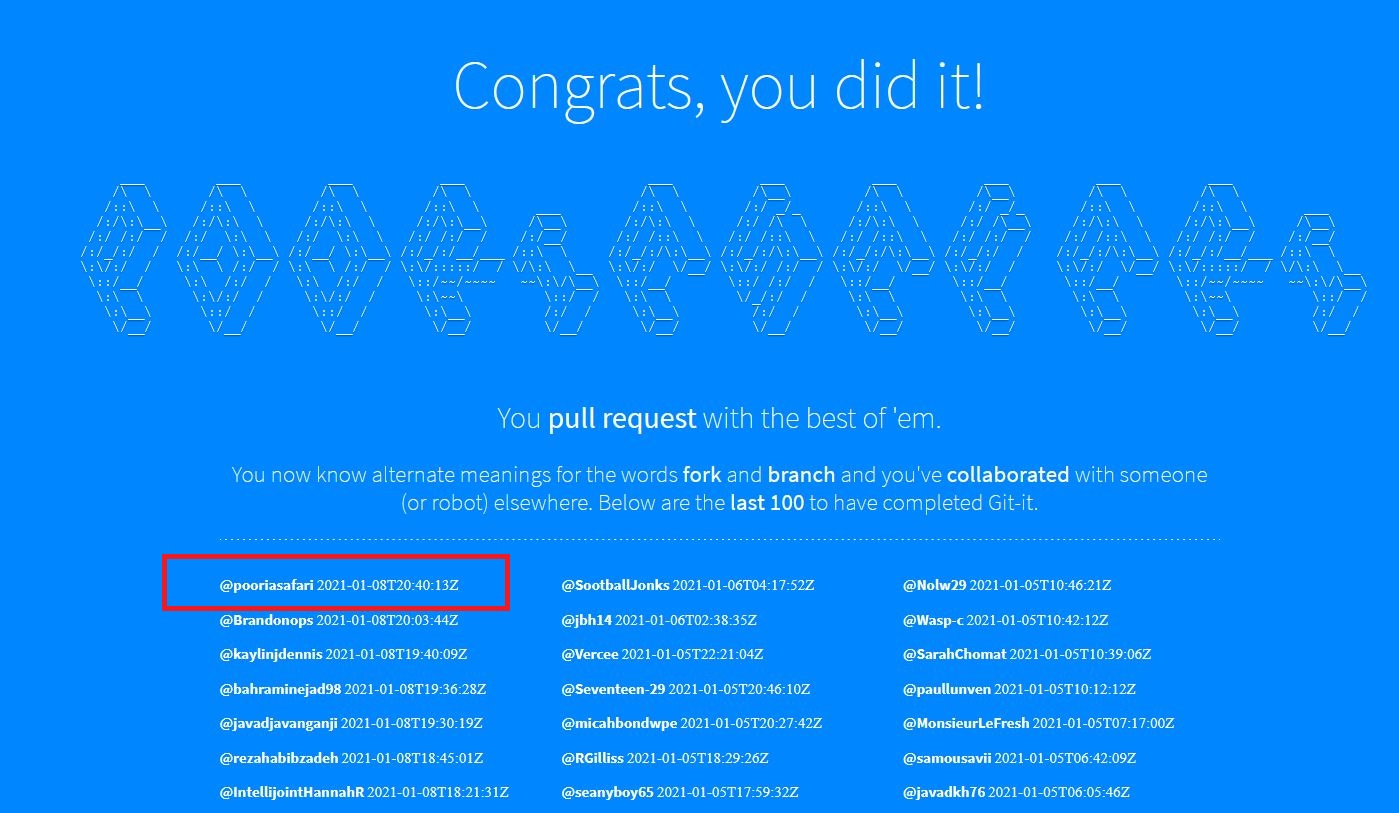 Congrats, you did it!
pooriasafari
You pull request with the best of 'em.
You now know alternate meanings for the words fork and branch and you've collaborated with someone
(or robot) elsewhere. Below are the last 100 to have completed Git-it.
@pooriasafari 2021-01-08T20:40:13Z
@Brandonops 2021-01-08T20:03:44Z
@kaylinjdennis 2021-01-08T19:40:09Z
@bahraminejad98 2021-01-08T19:36:28Z
@javadjavanganji 2021-01-08T19:30:19Z
@rezahabibzadeh 2021-01-08T18:45:01Z
@IntellijointHannahR 2021-01-08T18:21:31Z
@SootballJonks 2021-01-06T04:17:52Z
@jbh14 2021-01-06T02:38:35Z
@Vercee 2021-01-05T22:21:04Z
@Seventeen-29 2021-01-05T20:46:10Z
@micahbondwpe 2021-01-05T20:27:42Z
@RGilliss 2021-01-05T18:29:26Z
@seanyboy65 2021-01-05T17:59:32Z
@Nolw29 2021-01-05T10:46:21Z
@Wasp-c 2021-01-05T10:42:12Z
@SarahChomat 2021-01-05T10:39:06Z
@paullunven 2021-01-05T10:12:12Z
@MonsieurLeFresh 2021-01-05T07:17:00Z
@samousavii 2021-01-05T06:42:09Z
@javadkh76 2021-01-05T06:05:46Z